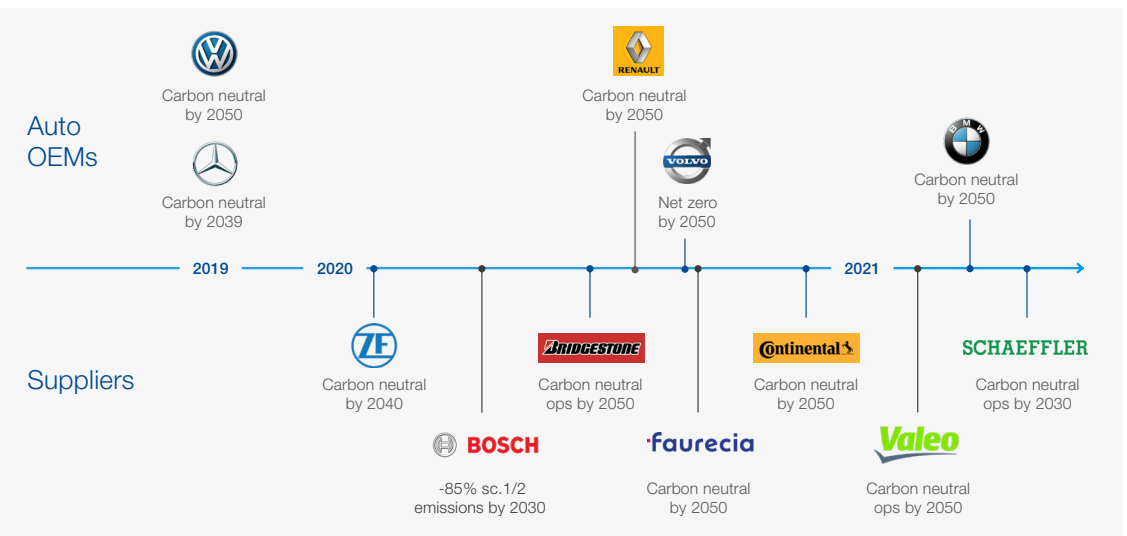 Auto
OEMs
Carbon neutral
by 2050
Carbon neutral
by 2039
RENAULT
Carbon neutral
by 2050
VOLVO
Net zero
by 2050
BMW
Carbon neutral
by 2050
2019
2020
2021
Suppliers
ZF
Carbon neutral
by 2040
BOSCH
-85% sc.1/2
emissions by 2030
BRIDGESTONE
Carbon neutral
ops by 2050
faurecia
Carbon neutral
by 2050
Continental
Carbon neutral
by 2050
Valeo
Carbon neutral
ops by 2050
SCHAEFFLER
Carbon neutral
ops by 2030